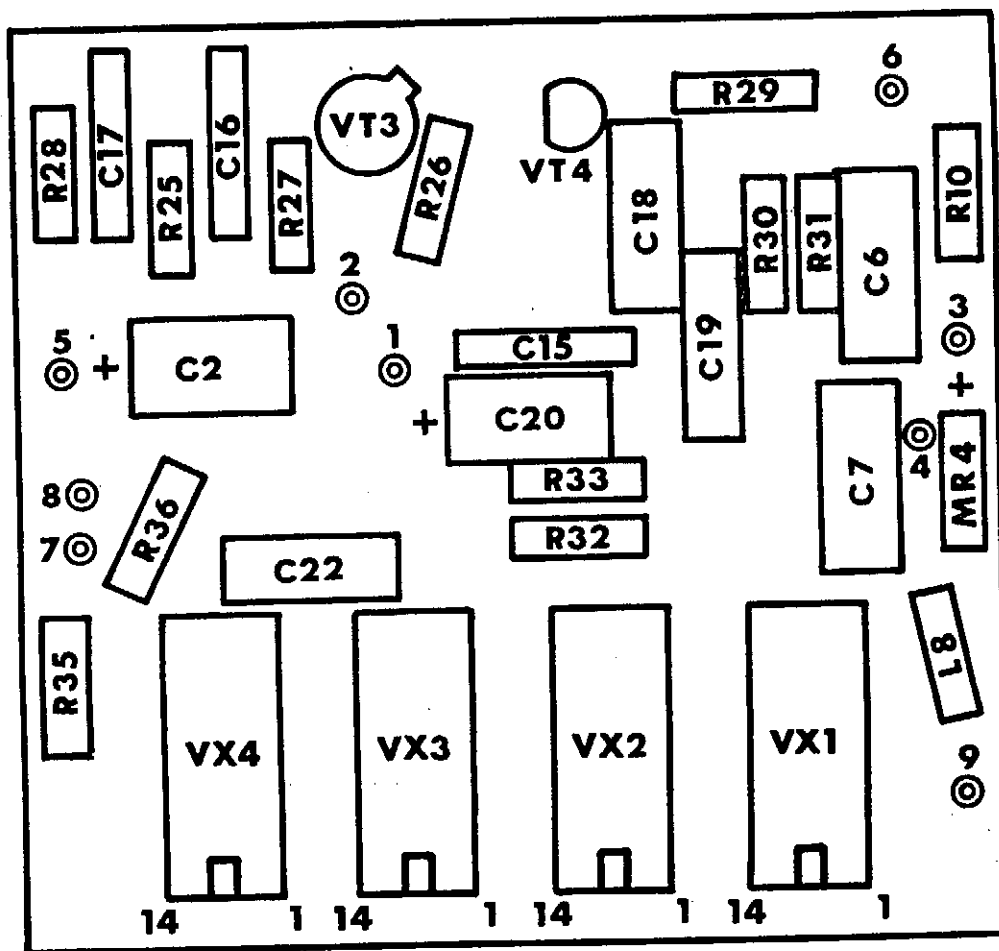 6
R29
VT3
C17
C16
R28
R25
R27
R26
VT4
C18
R30
R31
C6
R10
2
3
5
+
C2
1
C15
C19
+
+
C20
4
C7
MR4
8
R33
7
R36
R32
C22
L8
R35
VX4
VX3
VX2
VX1
9
14 1 14 1 14 1 14 1